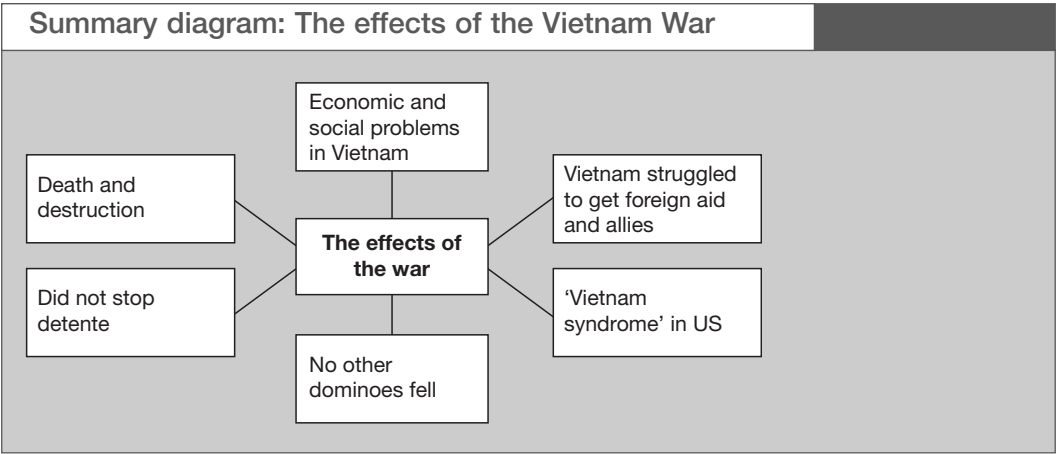 Summary diagram: The effects of the Vietnam War
Economic and
social problems
in Vietnam
Death and
destruction
Vietnam struggled
to get foreign aid
and allies
The effects of
the war
Did not stop
detente
‘Vietnam
syndrome’ in US
No other
dominoes fell